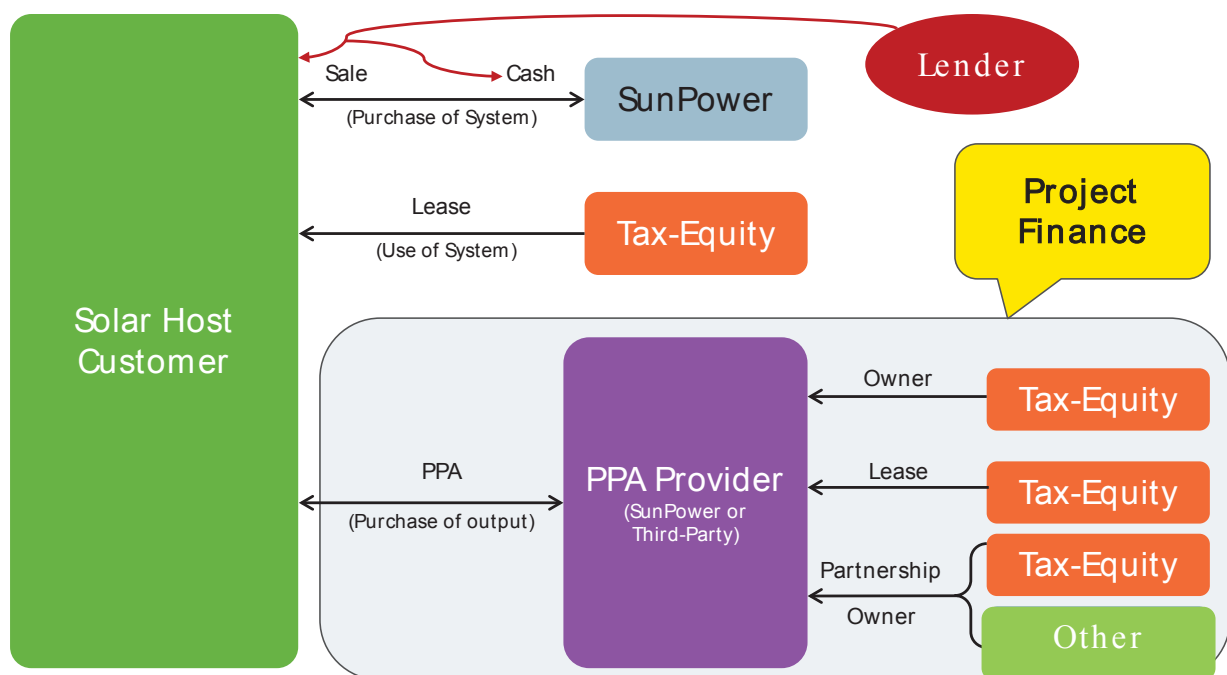 Lender
Sale
Cash
SunPower
(Purchase of System)
Project
Finance
Lease
Tax-Equity
(Use of System)
Solar Host
Customer
Owner
Tax-Equity
PPA
PPA Provider
(SunPower or
Third-Party)
(Purchase of output)
Lease
Tax-Equity
Partnership
Owner
Tax-Equity
Other